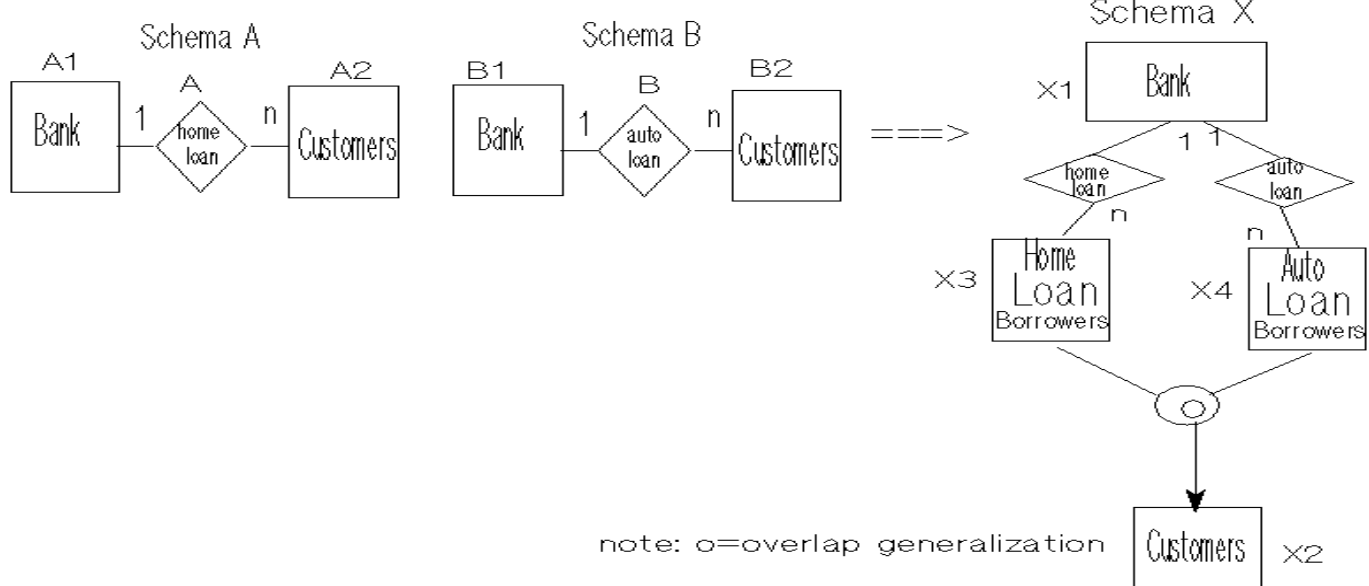 Schema A
A1
A
A2
Bank
1
home
loan
n
Customers
Schema B
B1
B
B2
Bank
1
auto
loan
n
Customers
===>
Schema X
X1
Bank
1 1
home
loan
auto
loan
n
n
X3
Home
Loan
Borrowers
X4
Auto
Loan
Borrowers
o
note: o=overlap generalization
Customers
X2